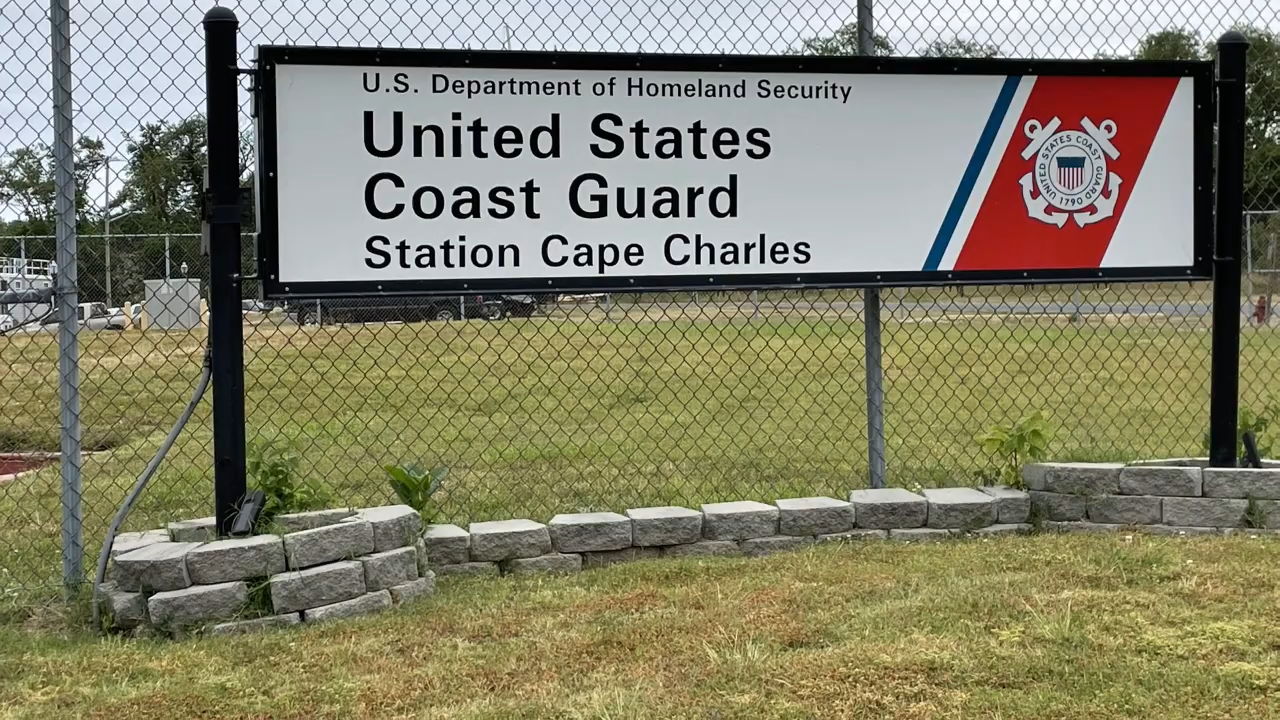 U.S. Department of Homeland Security
United States
Coast Guard
Station Cape Charles
UNITED STATES COAST GUARD
1790